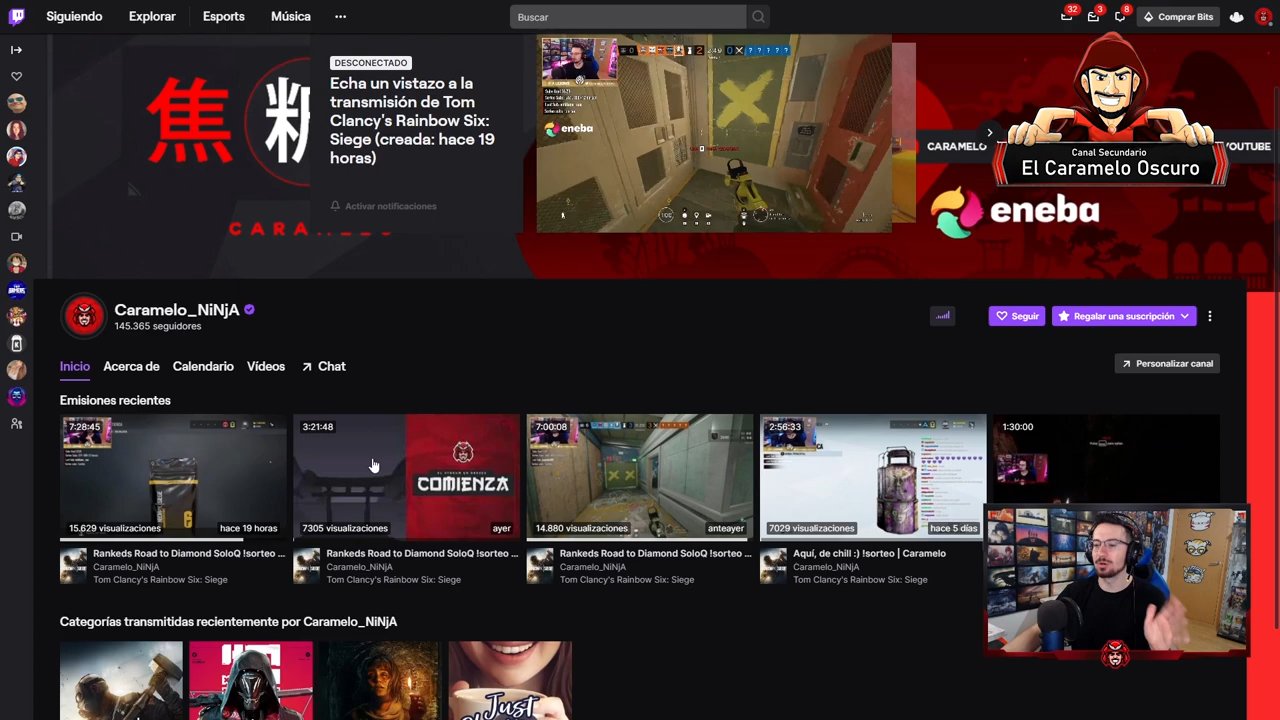 Siguiendo
Explorar
Esports
Música
Buscar
32
3
8
Comprar Bits
DESCONECTADO
Echa un vistazo a la
transmisión de Tom
Clancy's Rainbow Six:
Siege (creada: hace 19
horas)
Activar notificaciones
焦
eneba
CARAMELO
YOUTUBE
Canal Secundario
El Caramelo Oscuro
eneba
Caramelo_NiNjA
145.365 seguidores
Seguir
Regalar una suscripción
Inicio
Acerca de
Calendario
Vídeos
Chat
Personalizar canal
Emisiones recientes
7:28:45
15.629 visualizaciones
hace 19 horas
3:21:48
COMIENZA
7305 visualizaciones
ayer
7:00:08
14.880 visualizaciones
anteayer
2:56:33
7029 visualizaciones
hace 5 días
1:30:00
Rankeds Road to Diamond SoloQ !sorteo ...
Caramelo_NiNjA
Tom Clancy's Rainbow Six: Siege
Rankeds Road to Diamond SoloQ !sorteo ...
Caramelo_NiNjA
Tom Clancy's Rainbow Six: Siege
Rankeds Road to Diamond SoloQ !sorteo ...
Caramelo_NiNjA
Tom Clancy's Rainbow Six: Siege
Aquí, de chill :) !sorteo | Caramelo
Caramelo_NiNjA
Tom Clancy's Rainbow Six: Siege
Categorías transmitidas recientemente por Caramelo_NiNjA
Just